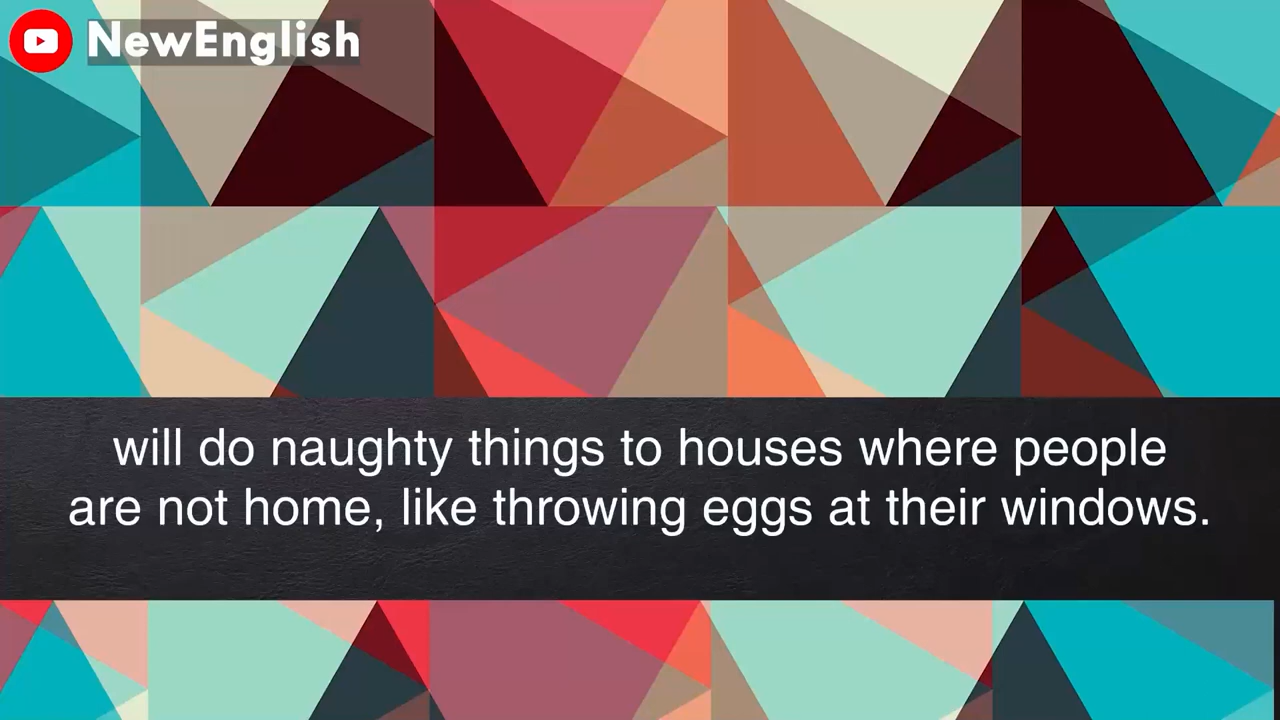 NewEnglish
will do naughty things to houses where people
are not home, like throwing eggs at their windows.